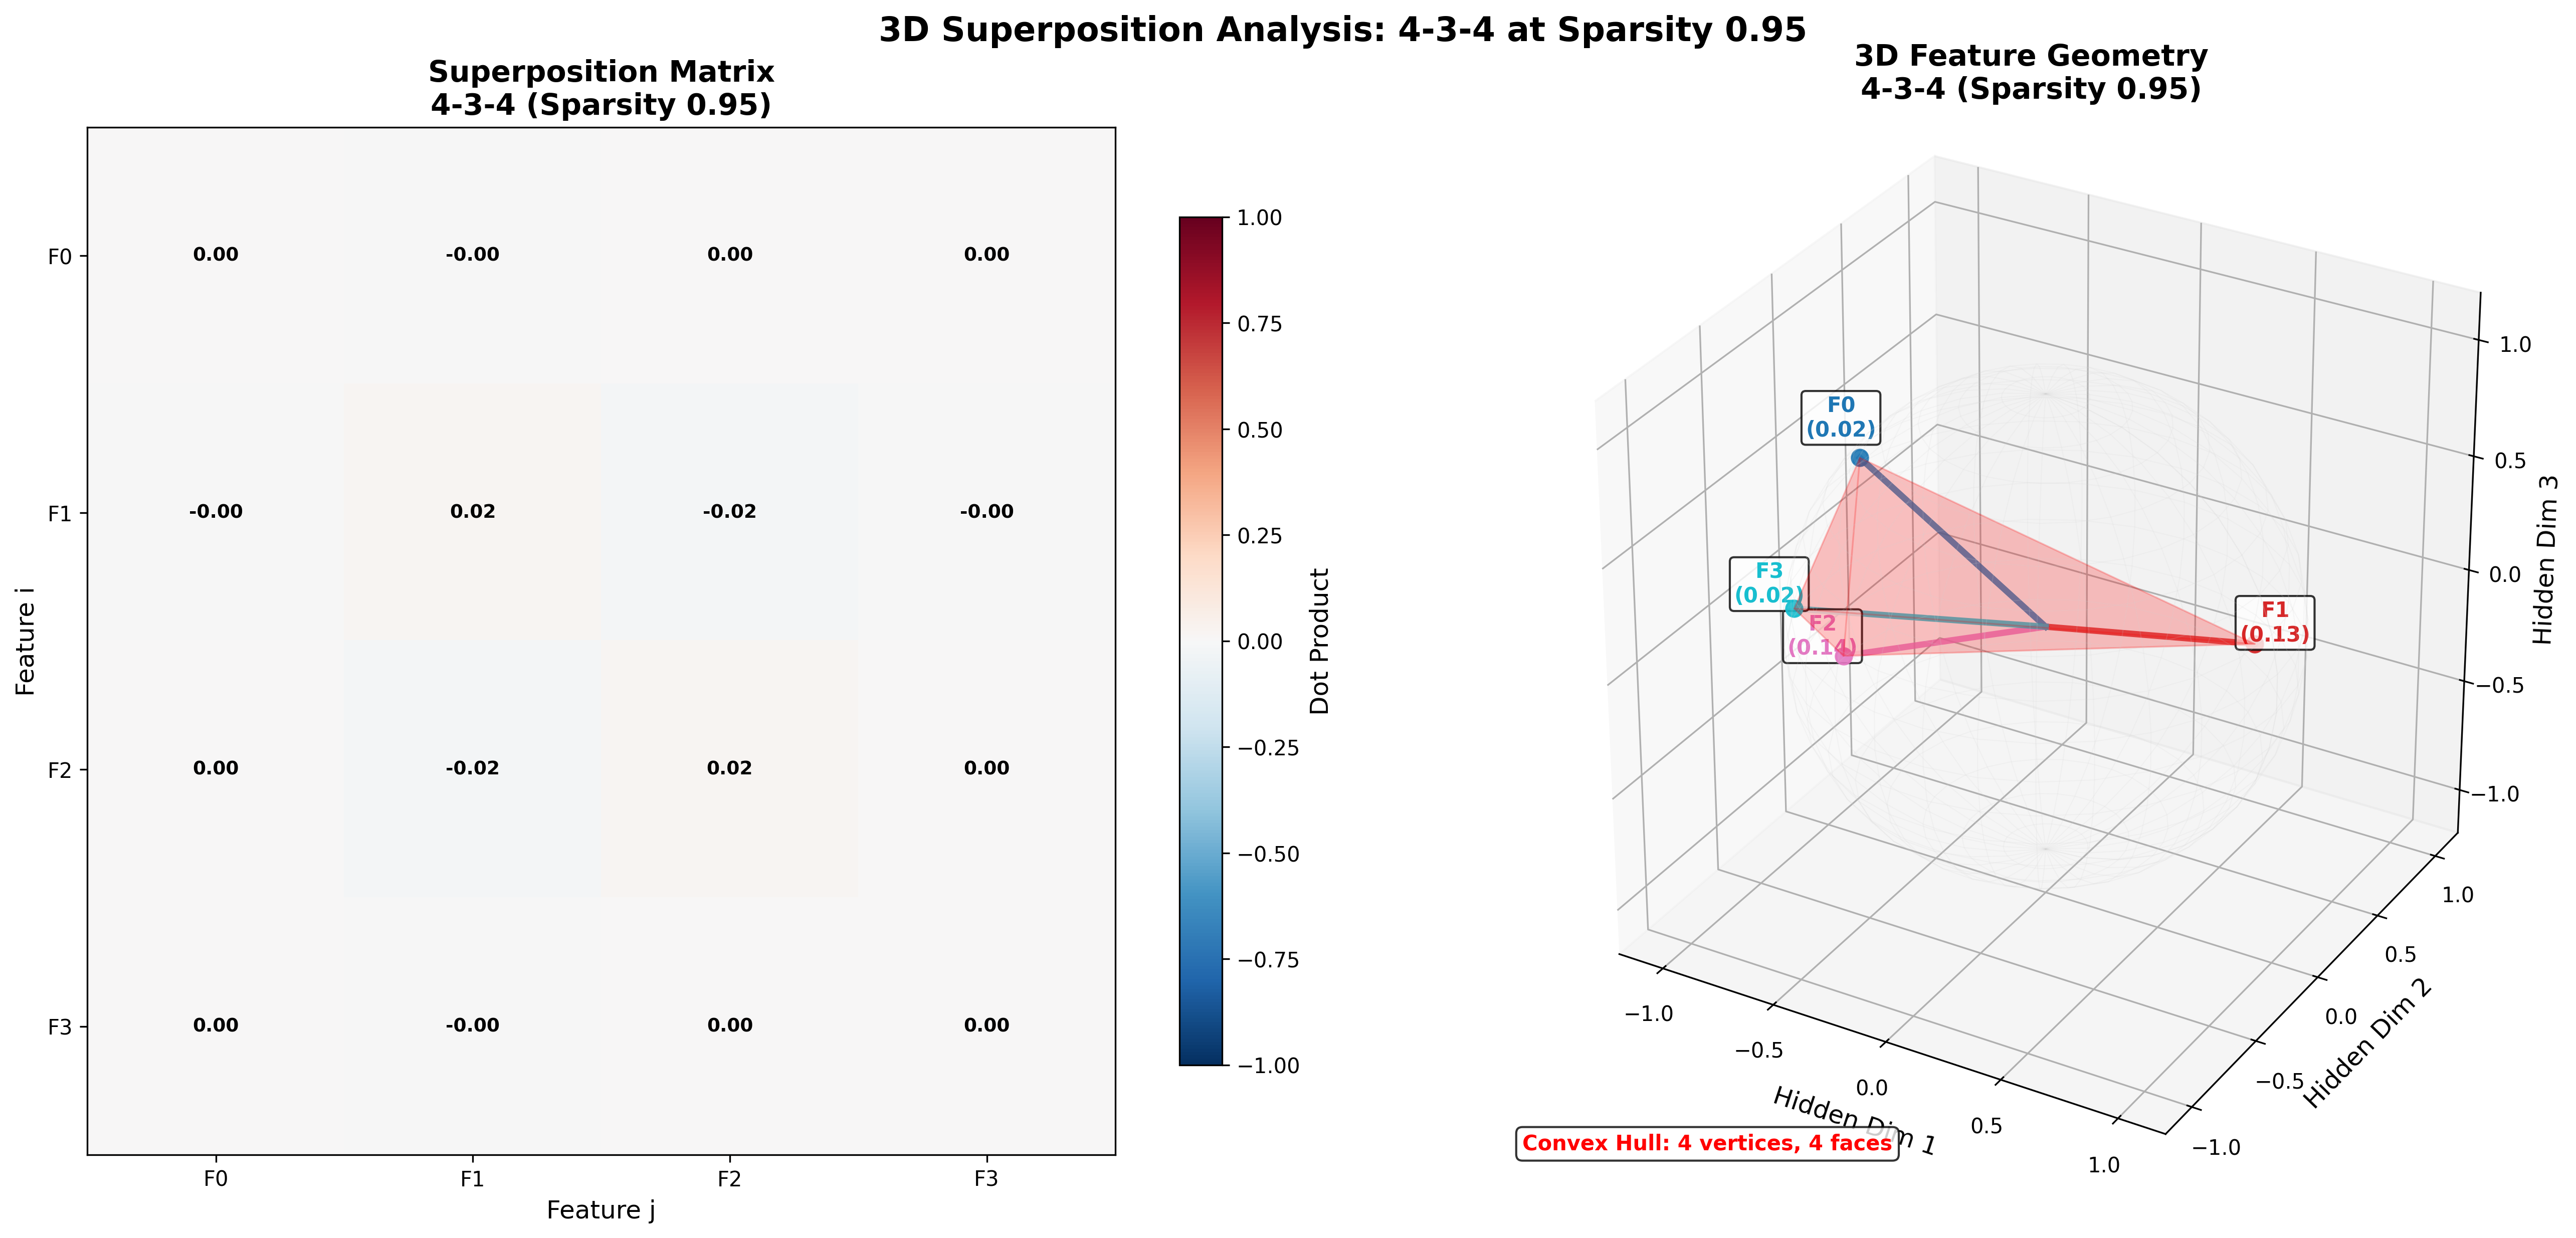 3D Superposition Analysis: 4-3-4 at Sparsity 0.95
Superposition Matrix
4-3-4 (Sparsity 0.95)
F0
F1
F2
F3
Feature i
0.00 -0.00 0.00 0.00
-0.00 0.02 -0.02 -0.00
0.00 -0.02 0.02 0.00
0.00 -0.00 0.00 0.00
F0 F1 F2 F3
Feature j
1.00
0.75
0.50
0.25
0.00
−0.25
−0.50
−0.75
−1.00
Dot Product
3D Feature Geometry
4-3-4 (Sparsity 0.95)
F0
(0.02)
F3
(0.02)
F2
(0.14)
F1
(0.13)
1.0
0.5
0.0
−0.5
−1.0
Hidden Dim 3
1.0
0.5
0.0
−0.5
−1.0
Hidden Dim 2
−1.0
−0.5
0.0
0.5
1.0
Hidden Dim 1
Convex Hull: 4 vertices, 4 faces